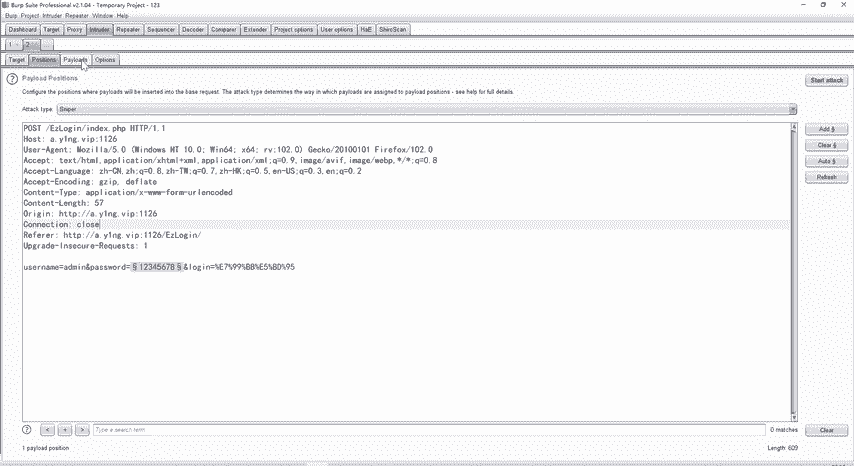 Burp Suite Professional v2.1.04 - Temporary Project - 123
Burp Project Intruder Repeater Window Help
Dashboard Target Proxy Intruder Repeater Sequencer Decoder Comparer Extender Project options User options HaE ShiroScan
1 2 ...
Target Positions Payloads Options
? Payload Positions
Start attack
Configure the positions where payloads will be inserted into the base request. The attack type determines the way in which payloads are assigned to payload positions - see help for full details.
Attack type: Sniper
POST /EzLogin/index.php HTTP/1.1
Add §
Host: a.y1ng.vip:1126
User-Agent: Mozilla/5.0 (Windows NT 10.0; Win64; x64; rv:102.0) Gecko/20100101 Firefox/102.0
Clear §
Accept: text/html,application/xhtml+xml,application/xml;q=0.9,image/avif,image/webp,*/*;q=0.8
Auto §
Accept-Language: zh-CN,zh;q=0.8,zh-TW;q=0.7,zh-HK;q=0.5,en-US;q=0.3,en;q=0.2
Refresh
Accept-Encoding: gzip, deflate
Content-Type: application/x-www-form-urlencoded
Content-Length: 57
Origin: http://a.y1ng.vip:1126
Connection: close
Referer: http://a.y1ng.vip:1126/EzLogin/
Upgrade-Insecure-Requests: 1
username=admin&password=§12345678§&login=%E7%99%BB%E5%BD%95
? < + > Type a search term 0 matches Clear
1 payload position Length: 609